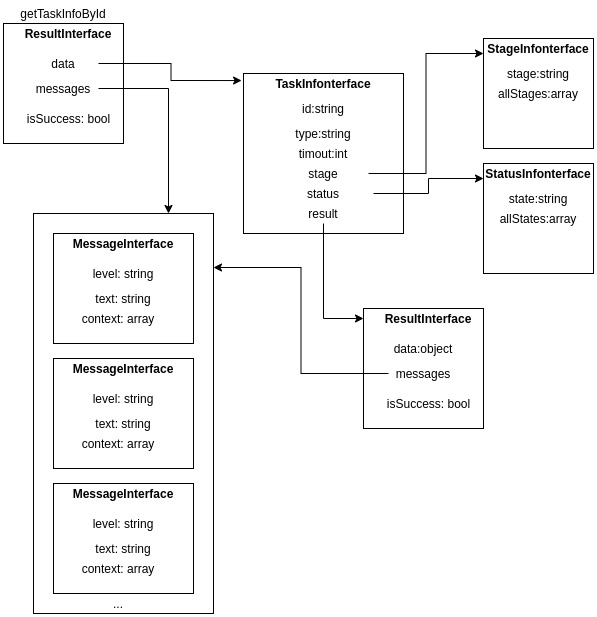 getTaskInfoById
ResultInterface
data
messages
isSuccess: bool
TaskInfonterface
id:string
type:string
timout:int
stage
status
result
StageInfonterface
stage:string
allStages:array
StatusInfonterface
state:string
allStates:array
MessageInterface
level: string
text: string
context: array
MessageInterface
level: string
text: string
context: array
MessageInterface
level: string
text: string
context: array
...
ResultInterface
data:object
messages
isSuccess: bool